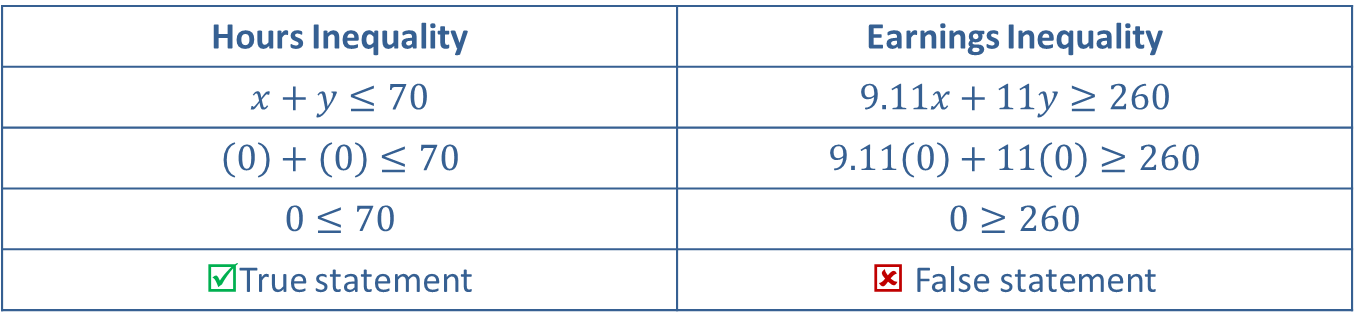 Hours Inequality Earnings Inequality
x + y ≤ 70 9.11x + 11y ≥ 260
(0) + (0) ≤ 70 9.11(0) + 11(0) ≥ 260
0 ≤ 70 0 ≥ 260
☑True statement ☒ False statement